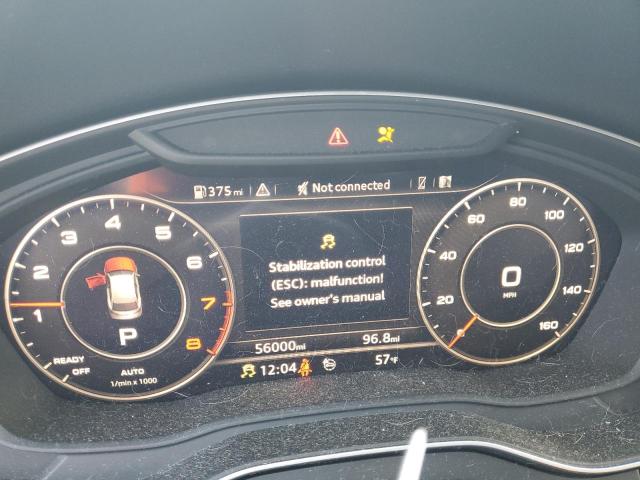 375 mi Not connected
1 2 3 4 5 6 7 8
P
READY
OFF
AUTO
1/min x 1000
Stabilization control
(ESC): malfunction!
See owner's manual
20 40 60 80 100 120 140 160
0
MPH
56000mi 96.8mi
12:04 57°F